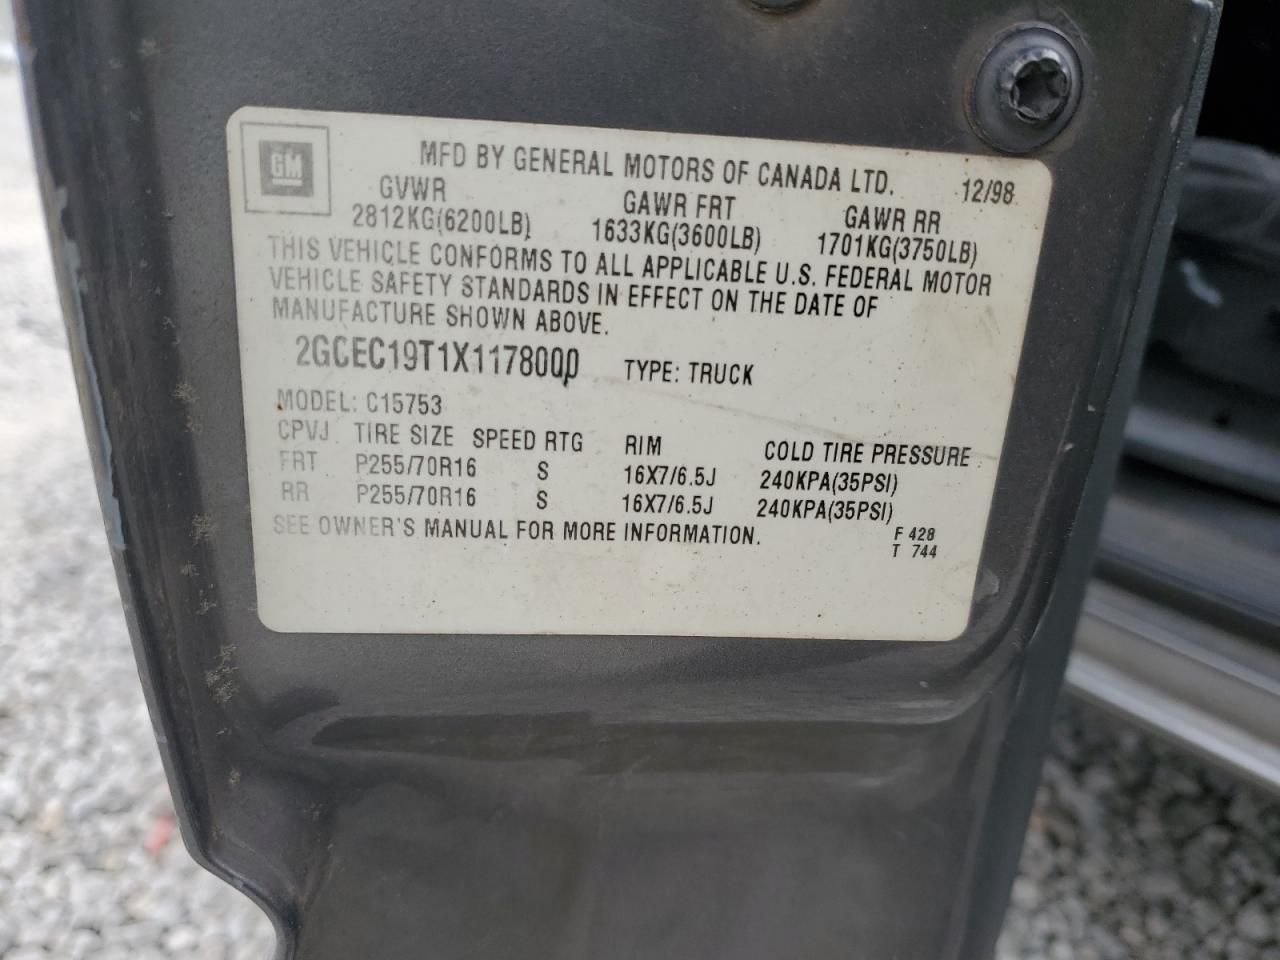 GM
MFD BY GENERAL MOTORS OF CANADA LTD. 12/98
GVWR GAWR FRT GAWR RR
2812KG(6200LB) 1633KG(3600LB) 1701KG(3750LB)
THIS VEHICLE CONFORMS TO ALL APPLICABLE U.S. FEDERAL MOTOR
VEHICLE SAFETY STANDARDS IN EFFECT ON THE DATE OF
MANUFACTURE SHOWN ABOVE.
2GCEC19T1X1178000 TYPE: TRUCK
MODEL: C15753
CPVJ TIRE SIZE SPEED RTG RIM COLD TIRE PRESSURE
FRT P255/70R16 S 16X7/6.5J 240KPA(35PSI)
RR P255/70R16 S 16X7/6.5J 240KPA(35PSI)
SEE OWNER'S MANUAL FOR MORE INFORMATION. F 428
T 744